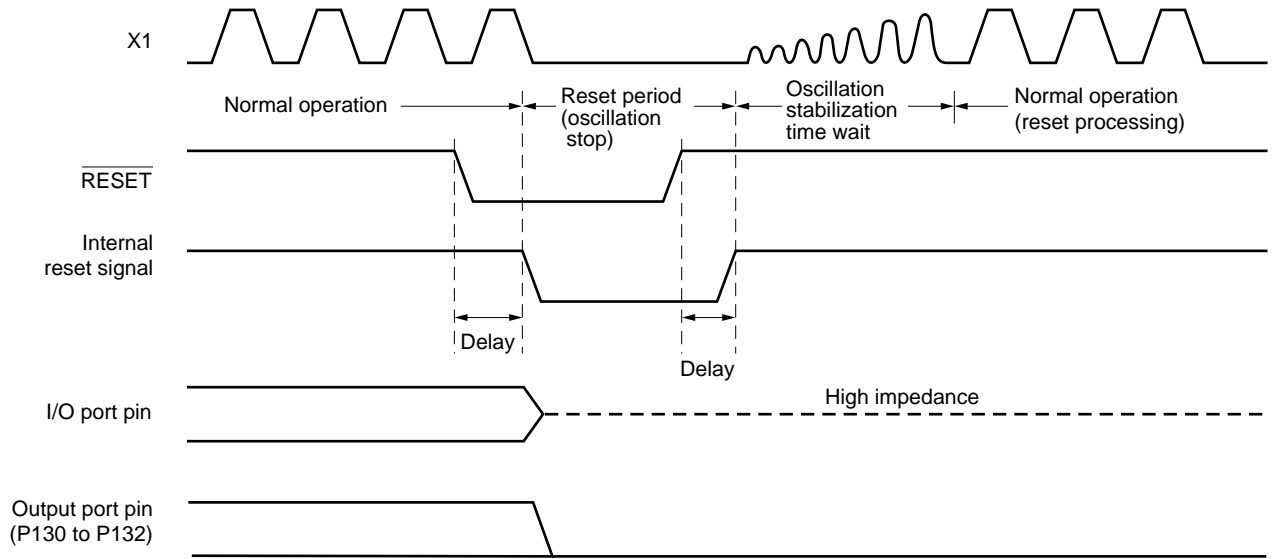 X1
Normal operation
Reset period
(oscillation
stop)
Oscillation
stabilization
time wait
Normal operation
(reset processing)
RESET
Internal
reset signal
Delay
Delay
I/O port pin
High impedance
Output port pin
(P130 to P132)